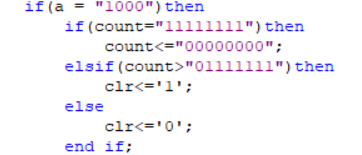 if(a = "1000")then
if(count="11111111")then
count<="00000000";
elsif(count>"01111111")then
clr<='1';
else
clr<='0';
end if;